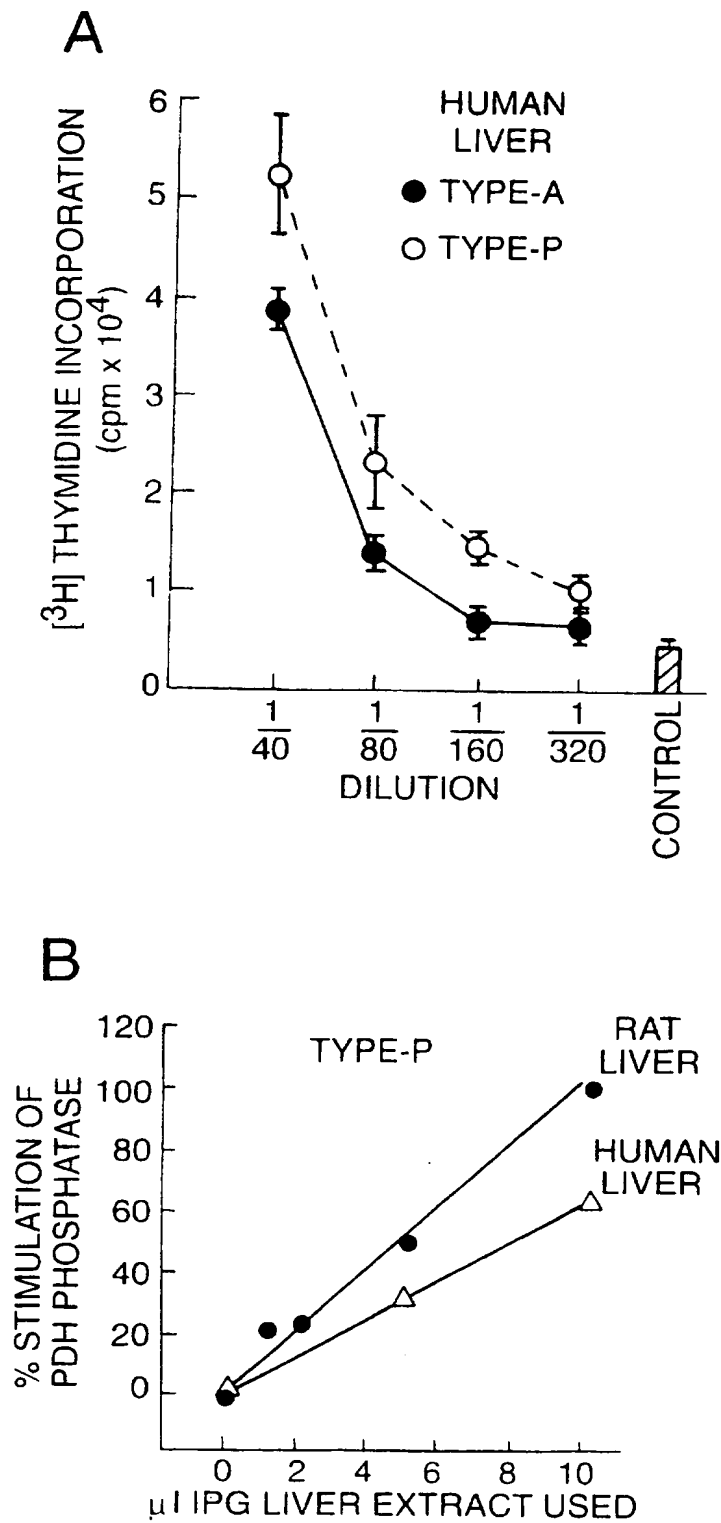 A
[³H] THYMIDINE INCORPORATION
(cpm x 10⁴)
6
5
4
3
2
1
0
HUMAN
LIVER
TYPE-A
TYPE-P
1/40
1/80
1/160
1/320
DILUTION
CONTROL
B
% STIMULATION OF
PDH PHOSPHATASE
120
100
80
60
40
20
0
TYPE-P
RAT
LIVER
HUMAN
LIVER
0 2 4 6 8 10
μl IPG LIVER EXTRACT USED